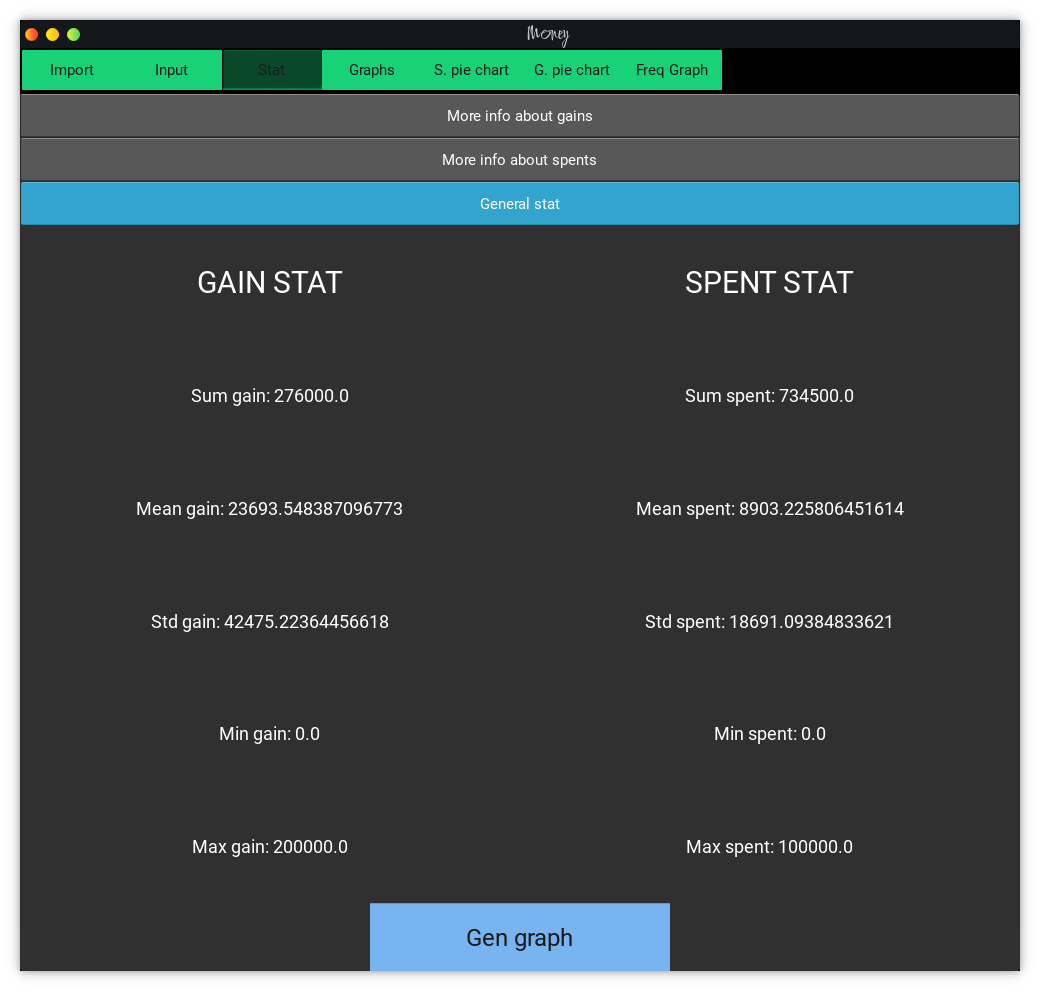 Money
Import Input Stat Graphs S. pie chart G. pie chart Freq Graph
More info about gains
More info about spents
General stat
GAIN STAT SPENT STAT
Sum gain: 276000.0 Sum spent: 734500.0
Mean gain: 23693.548387096773 Mean spent: 8903.225806451614
Std gain: 42475.22364456618 Std spent: 18691.09384833621
Min gain: 0.0 Min spent: 0.0
Max gain: 200000.0 Max spent: 100000.0
Gen graph